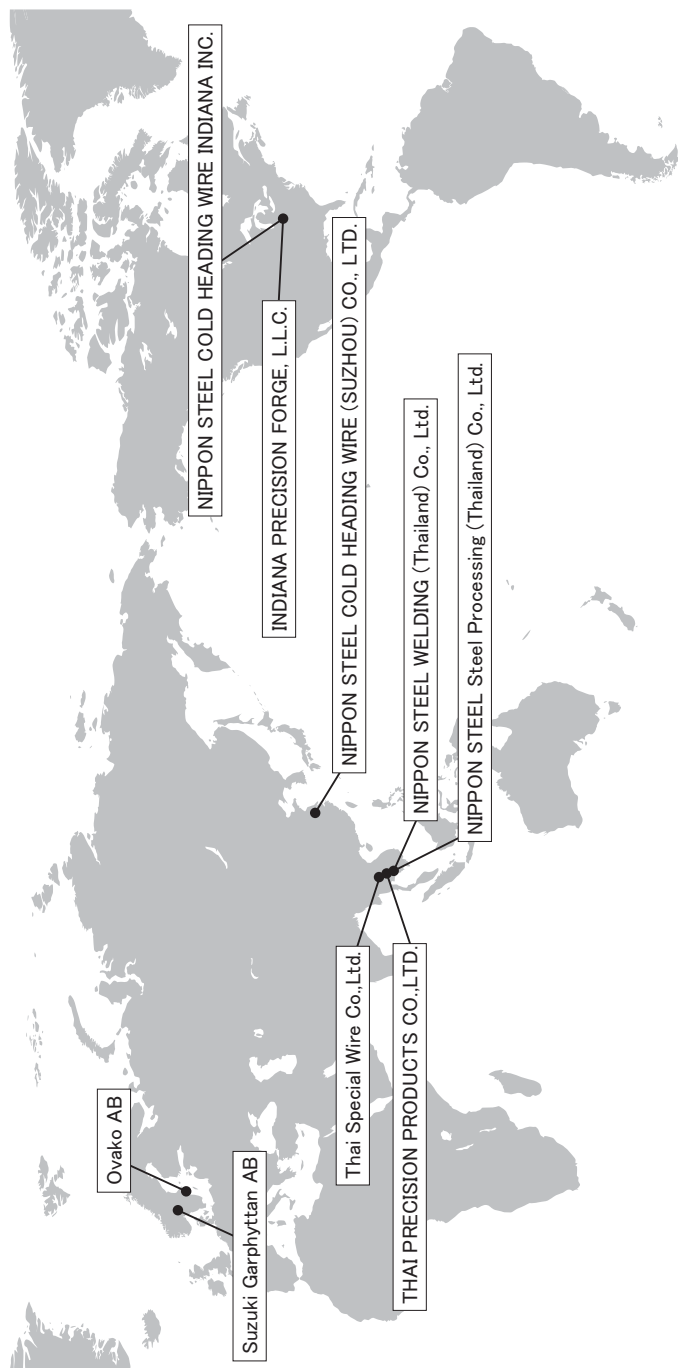 Ovako AB
Suzuki Garphyttan AB
Thai Special Wire Co.,Ltd.
THAI PRECISION PRODUCTS CO.,LTD.
NIPPON STEEL COLD HEADING WIRE (SUZHOU) CO., LTD.
NIPPON STEEL WELDING (Thailand) Co., Ltd.
NIPPON STEEL Steel Processing (Thailand) Co., Ltd.
NIPPON STEEL COLD HEADING WIRE INDIANA INC.
INDIANA PRECISION FORGE, L.L.C.